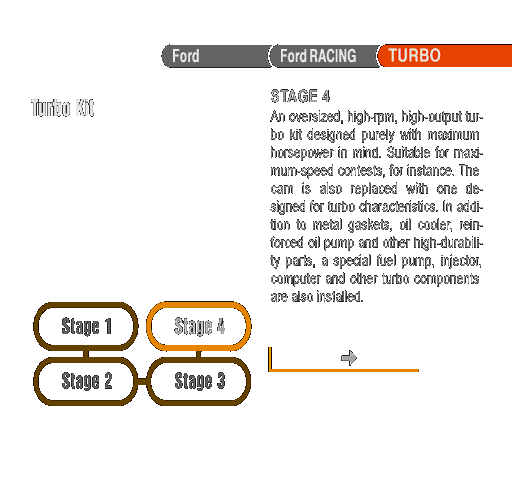 Ford Ford RACING TURBO
Turbo Kit
STAGE 4
An oversized, high-rpm, high-output tur-
bo kit designed purely with maximum
horsepower in mind. Suitable for maxi-
mum-speed contests, for instance. The
cam is also replaced with one de-
signed for turbo characteristics. In addi-
tion to metal gaskets, oil cooler, rein-
forced oil pump and other high-durabili-
ty parts, a special fuel pump, injector,
computer and other turbo components
are also installed.
Stage 1 Stage 4
Stage 2 Stage 3